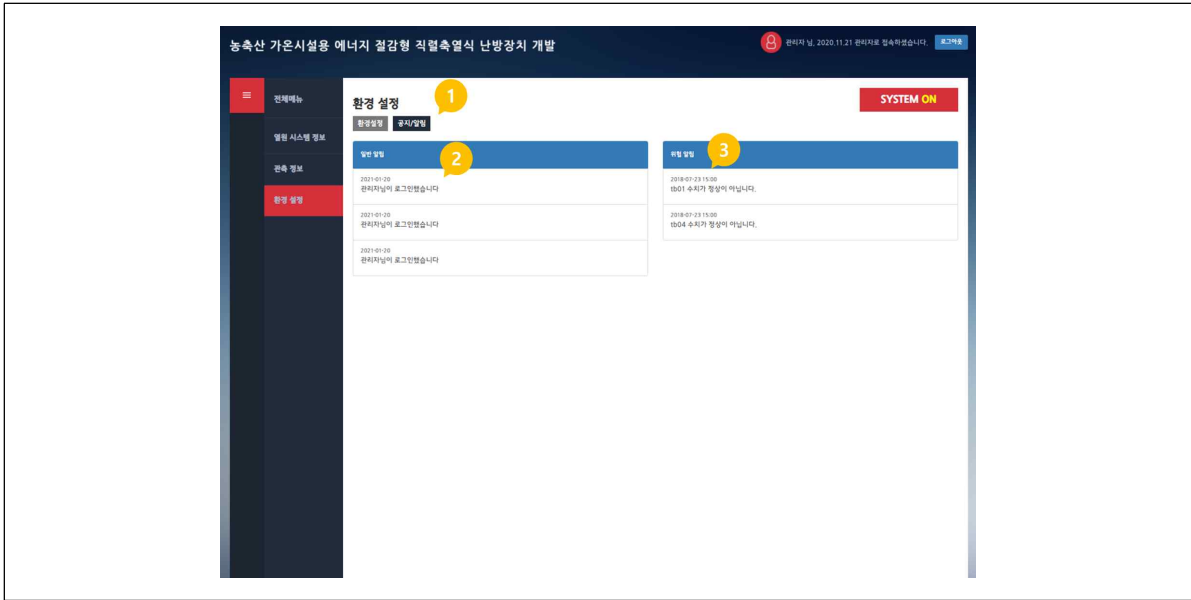 농축산 가온시설용 에너지 절감형 직렬축열식 난방장치 개발
관리자 님, 2020.11.21 관리자로 접속하셨습니다.
로그아웃
전체메뉴
열원 시스템 정보
관측 정보
환경 설정
환경 설정
1
SYSTEM ON
환경설정
공지/알림
일반 알림
2
2021-01-20
관리자님이 로그인했습니다
2021-01-20
관리자님이 로그인했습니다
2021-01-20
관리자님이 로그인했습니다
위험 알림
3
2018-07-23 15:00
tb01 수치가 정상이 아닙니다.
2018-07-23 15:00
tb04 수치가 정상이 아닙니다.